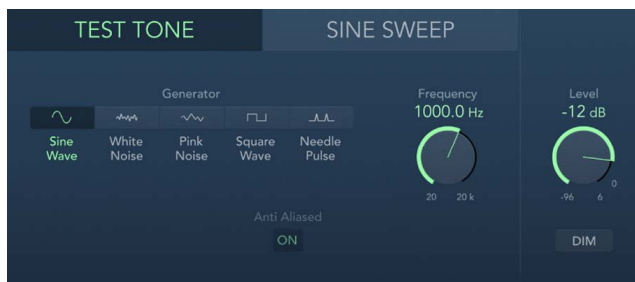 TEST TONE
SINE SWEEP
Generator
Sine Wave
White Noise
Pink Noise
Square Wave
Needle Pulse
Frequency
1000.0 Hz
20 20 k
Level
-12 dB
0
-96 6
Anti Aliased
ON
DIM